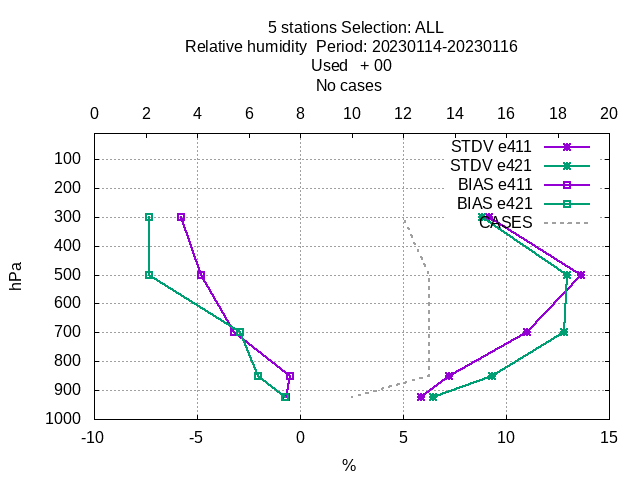 5 stations Selection: ALL
Relative humidity  Period: 20230114-20230116
Used   + 00
No cases
0 2 4 6 8 10 12 13 15 16 18 20
STDV e411
STDV e421
BIAS e411
BIAS e421
CASES
hPa
100
200
300
400
500
600
700
800
900
1000
-10 -5 0 5 10 15
%